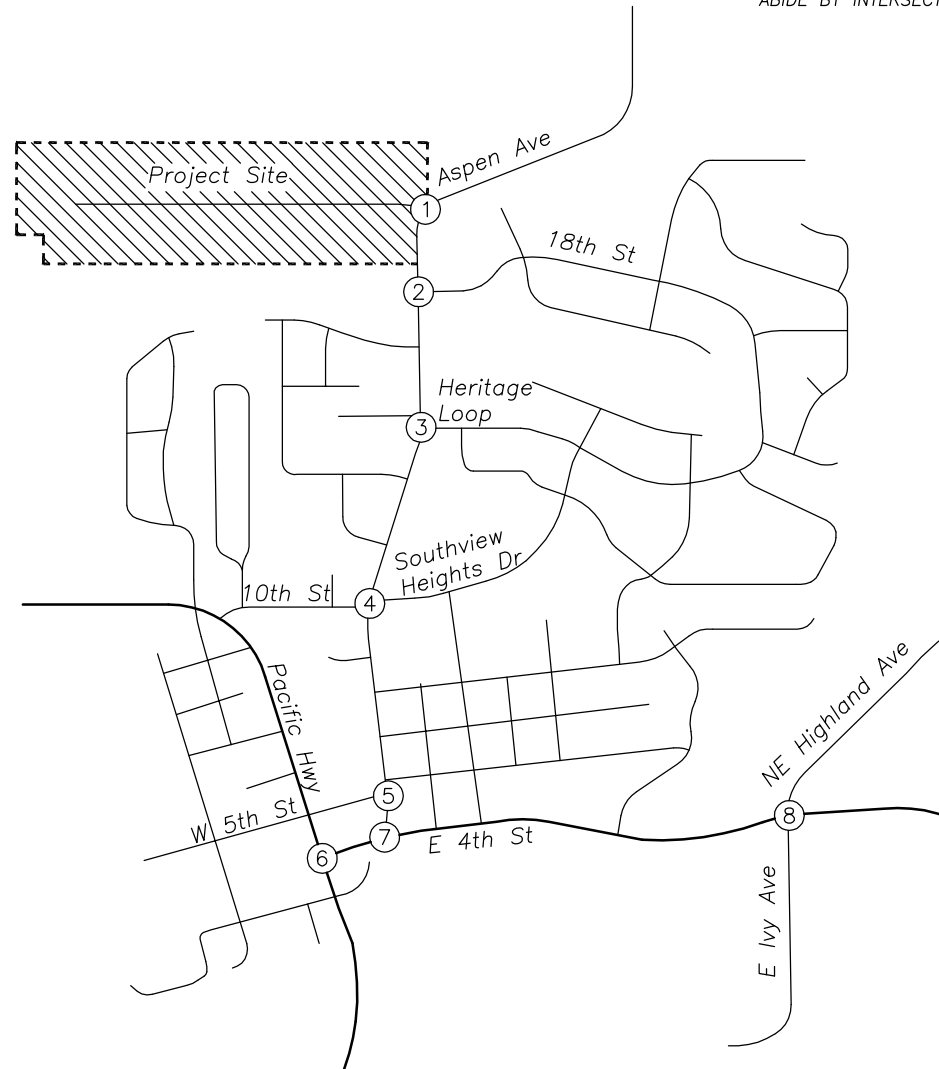 ABIDE BY INTERSECT
Aspen Ave
Project Site
1
18th St
2
Heritage
Loop
3
Southview
Heights Dr
10th St
4
Pacific Hwy
NE Highland Ave
5
W 5th St
7
8
E 4th St
6
E Ivy Ave